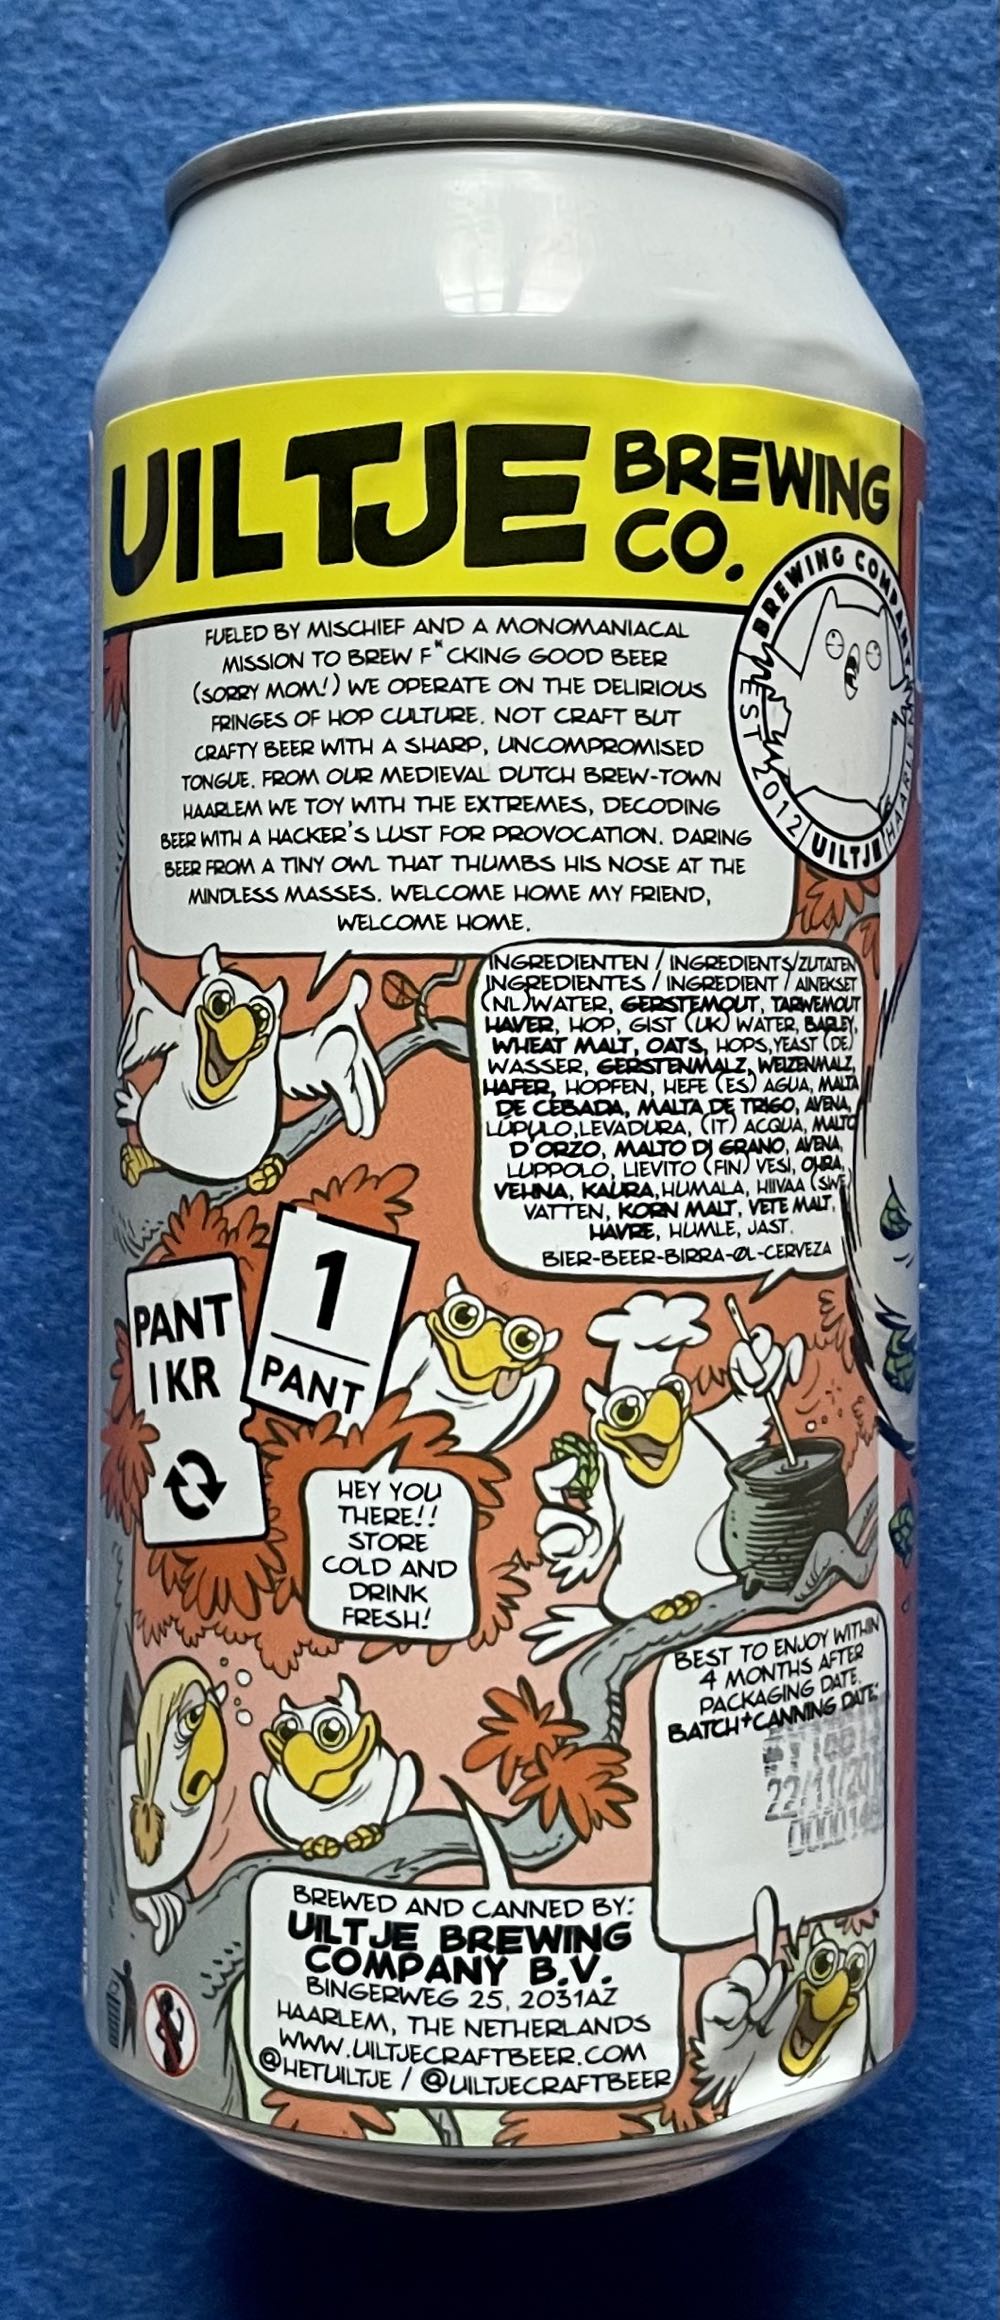 UILTJE BREWING CO.
BREWING COMPANY
EST 2012
UILTJE
FUELED BY MISCHIEF AND A MONOMANIACAL
MISSION TO BREW F*CKING GOOD BEER
(SORRY MOM!) WE OPERATE ON THE DELIRIOUS
FRINGES OF HOP CULTURE. NOT CRAFT BUT
CRAFTY BEER WITH A SHARP, UNCOMPROMISED
TONGUE. FROM OUR MEDIEVAL DUTCH BREW-TOWN
HAARLEM WE TOY WITH THE EXTREMES, DECODING
BEER WITH A HACKER'S LUST FOR PROVOCATION. DARING
BEER FROM A TINY OWL THAT THUMBS HIS NOSE AT THE
MINDLESS MASSES. WELCOME HOME MY FRIEND,
WELCOME HOME.
INGREDIENTEN / INGREDIENTS/ZUTATEN
INGREDIENTES / INGREDIENT / AINEKSET
(NL)WATER, GERSTEMOUT, TARWEMOUT
HAVER, HOP, GIST (UK) WATER, BARLEY,
WHEAT MALT, OATS, HOPS,YEAST (DE)
WASSER, GERSTENMALZ, WEIZENMALZ,
HAFER, HOPFEN, HEFE (ES) AGUA, MALTA
DE CEBADA, MALTA DE TRIGO, AVENA,
LÚPULO,LEVADURA, (IT) ACQUA, MALTO
D'ORZO, MALTO DI GRANO, AVENA,
LUPPOLO, LIEVITO (FIN) VESI, OHRA,
VEHNA, KAURA,HUMALA, HIIVAA (SWE)
VATTEN, KORN MALT, VETE MALT,
HAVRE, HUMLE, JAST.
BIER-BEER-BIRRA-ØL-CERVEZA
PANT
1 KR
1
PANT
HEY YOU
THERE!!
STORE
COLD AND
DRINK
FRESH!
BEST TO ENJOY WITHIN
4 MONTHS AFTER
PACKAGING DATE.
BATCH+CANNING DATE:
22/11/20
BREWED AND CANNED BY:
UILTJE BREWING
COMPANY B.V.
BINGERWEG 25, 2031AZ
HAARLEM, THE NETHERLANDS
WWW.UILTJECRAFTBEER.COM
@HETUILTJE / @UILTJECRAFTBEER